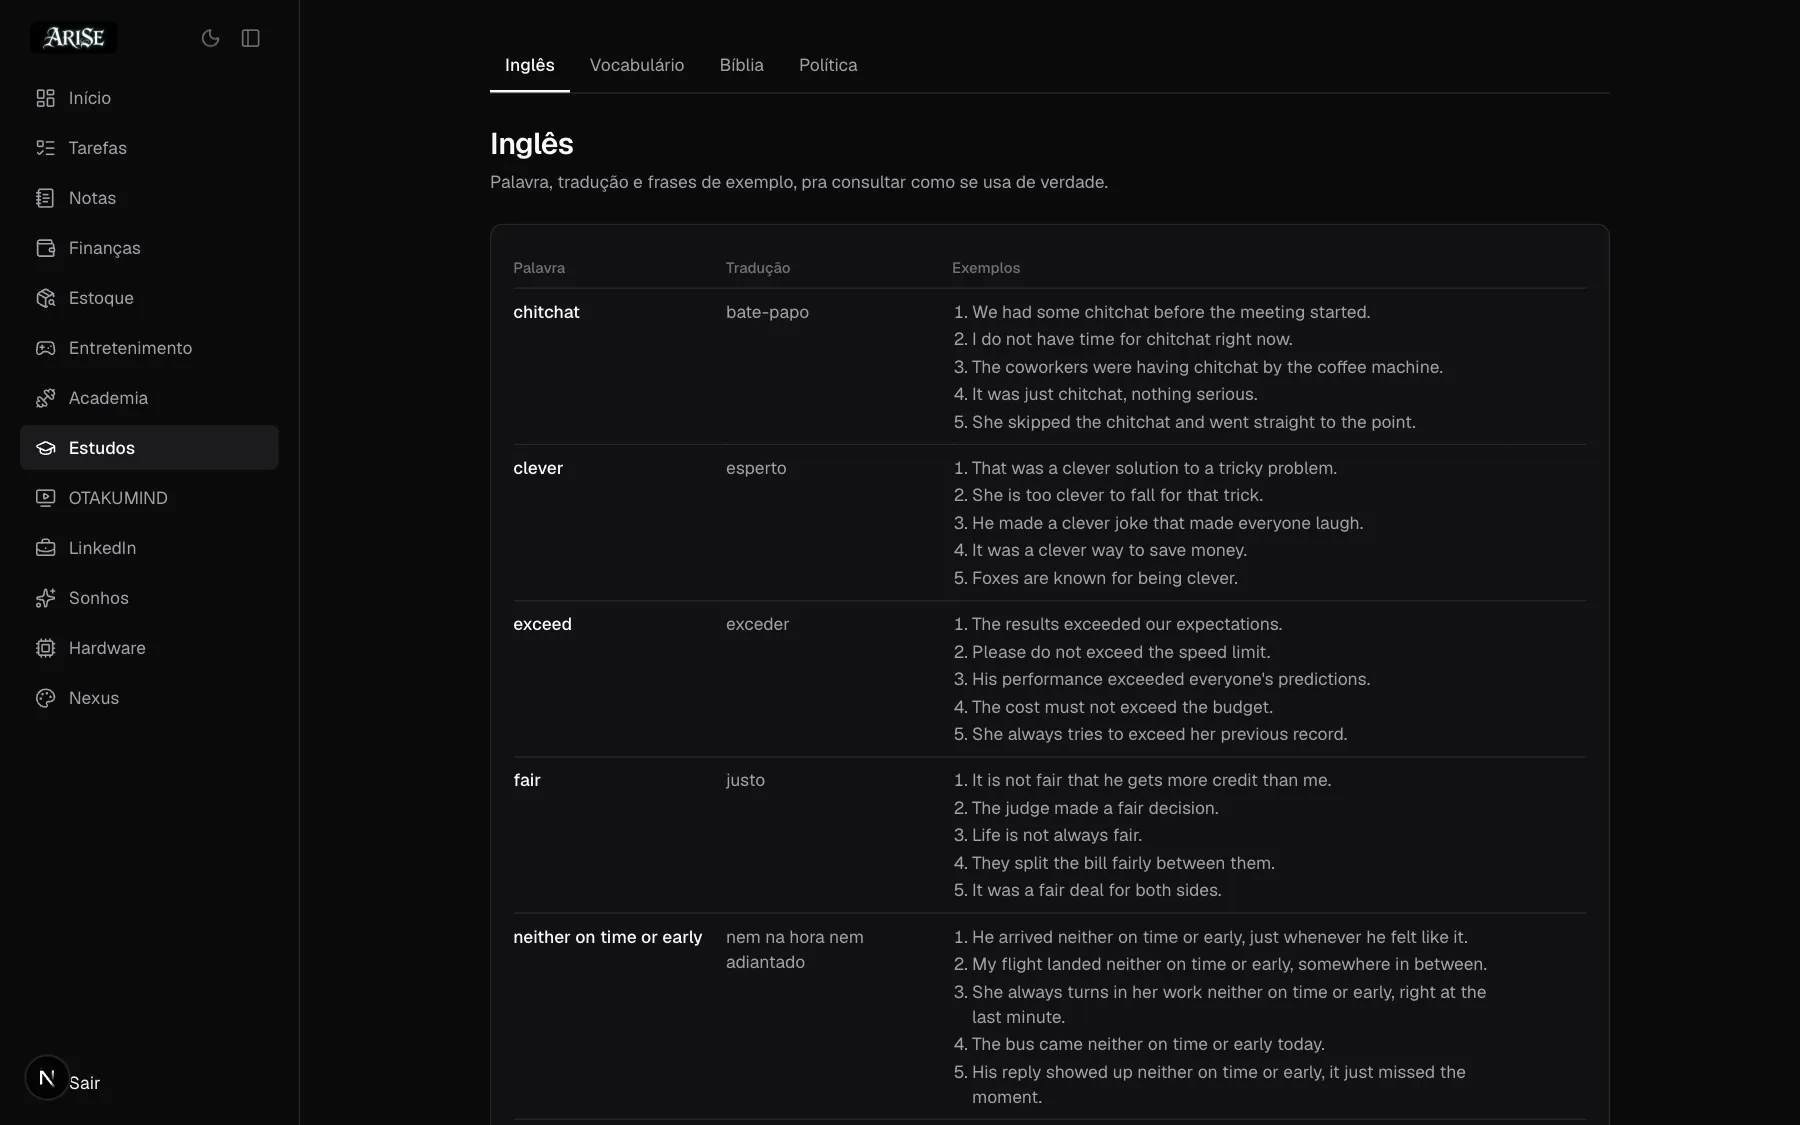 ARISE
Início
Tarefas
Notas
Finanças
Estoque
Entretenimento
Academia
Estudos
OTAKUMIND
LinkedIn
Sonhos
Hardware
Nexus
N
Sair
Inglês Vocabulário Bíblia Política
Inglês
Palavra, tradução e frases de exemplo, pra consultar como se usa de verdade.
Palavra Tradução Exemplos
chitchat bate-papo 1. We had some chitchat before the meeting started.
2. I do not have time for chitchat right now.
3. The coworkers were having chitchat by the coffee machine.
4. It was just chitchat, nothing serious.
5. She skipped the chitchat and went straight to the point.
clever esperto 1. That was a clever solution to a tricky problem.
2. She is too clever to fall for that trick.
3. He made a clever joke that made everyone laugh.
4. It was a clever way to save money.
5. Foxes are known for being clever.
exceed exceder 1. The results exceeded our expectations.
2. Please do not exceed the speed limit.
3. His performance exceeded everyone's predictions.
4. The cost must not exceed the budget.
5. She always tries to exceed her previous record.
fair justo 1. It is not fair that he gets more credit than me.
2. The judge made a fair decision.
3. Life is not always fair.
4. They split the bill fairly between them.
5. It was a fair deal for both sides.
neither on time or early nem na hora nem adiantado 1. He arrived neither on time or early, just whenever he felt like it.
2. My flight landed neither on time or early, somewhere in between.
3. She always turns in her work neither on time or early, right at the
last minute.
4. The bus came neither on time or early today.
5. His reply showed up neither on time or early, it just missed the
moment.